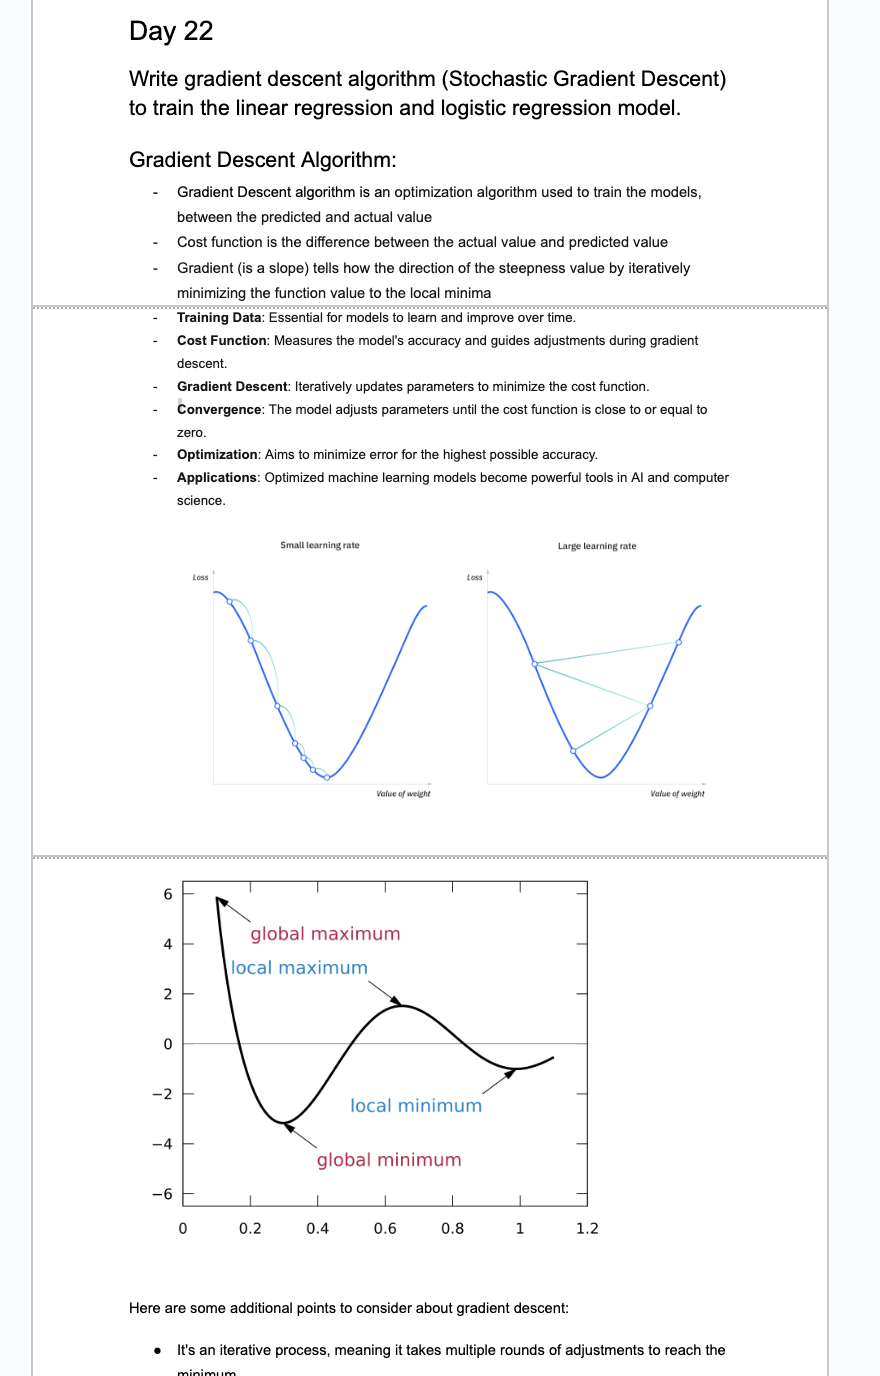 Day 22
Write gradient descent algorithm (Stochastic Gradient Descent)
to train the linear regression and logistic regression model.
Gradient Descent Algorithm:
- Gradient Descent algorithm is an optimization algorithm used to train the models,
between the predicted and actual value
- Cost function is the difference between the actual value and predicted value
- Gradient (is a slope) tells how the direction of the steepness value by iteratively
minimizing the function value to the local minima
- Training Data: Essential for models to learn and improve over time.
- Cost Function: Measures the model's accuracy and guides adjustments during gradient
descent.
- Gradient Descent: Iteratively updates parameters to minimize the cost function.
- Convergence: The model adjusts parameters until the cost function is close to or equal to
zero.
- Optimization: Aims to minimize error for the highest possible accuracy.
- Applications: Optimized machine learning models become powerful tools in AI and computer
science.
Small learning rate
Loss
Value of weight
Large learning rate
Loss
Value of weight
6
4
2
0
−2
−4
−6
global maximum
local maximum
local minimum
global minimum
0 0.2 0.4 0.6 0.8 1 1.2
Here are some additional points to consider about gradient descent:
● It's an iterative process, meaning it takes multiple rounds of adjustments to reach the
minimum